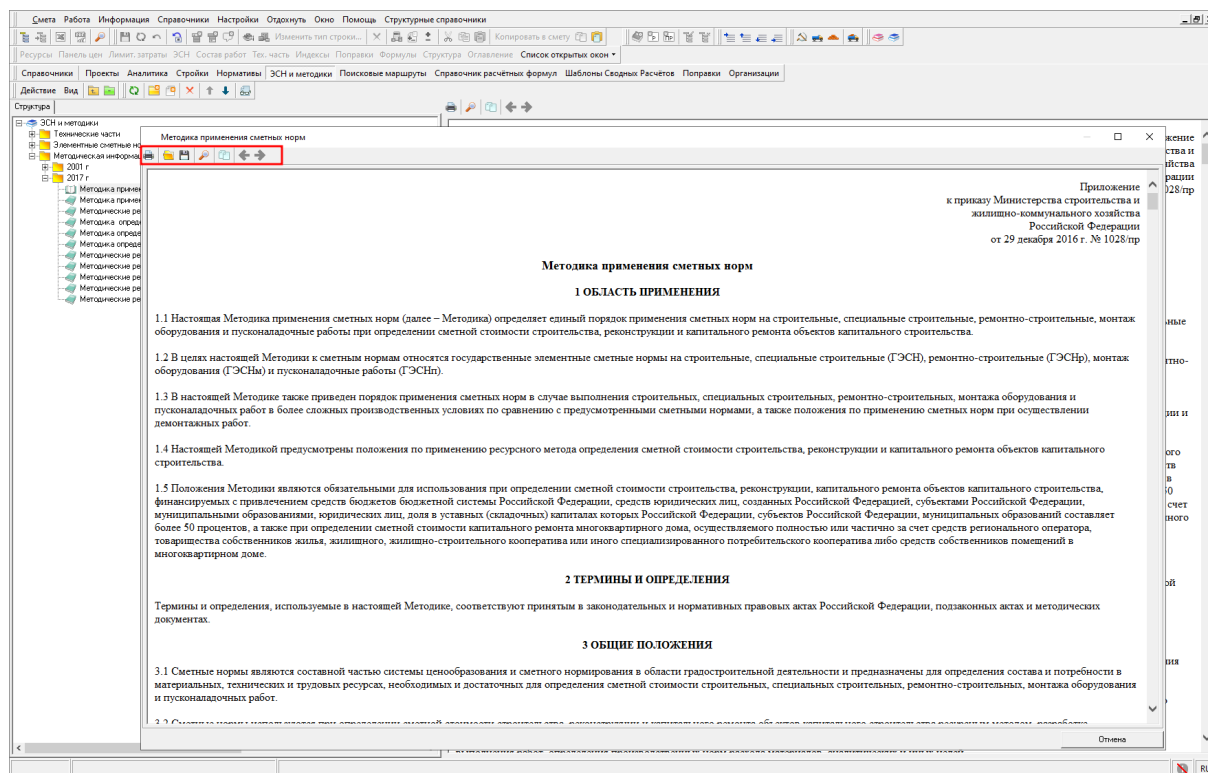 Смета Работа Информация Справочники Настройки Отдохнуть Окно Помощь Структурные справочники
Изменить тип строки... Копировать в смету
Ресурсы Панель цен Лимит. затраты ЭСН Состав работ Тех. часть Индексы Поправки Формулы Структура Оглавление Список открытых окон
Справочники Проекты Аналитика Стройки Нормативы ЭСН и методики Поисковые маршруты Справочник расчётных формул Шаблоны Сводных Расчётов Поправки Организации
Действие Вид
Структура
ЭСН и методики
Технические части
Элементные сметные но
Методическая информац
2001 г
2017 г
Методика примен
Методика примен
Методические ре
Методика опреде
Методика опреде
Методика опреде
Методические ре
Методические ре
Методические ре
Методические ре
Методические ре
Методика применения сметных норм
Приложение
к приказу Министерства строительства и
жилищно-коммунального хозяйства
Российской Федерации
от 29 декабря 2016 г. № 1028/пр
Методика применения сметных норм
1 ОБЛАСТЬ ПРИМЕНЕНИЯ
1.1 Настоящая Методика применения сметных норм (далее – Методика) определяет единый порядок применения сметных норм на строительные, специальные строительные, ремонтно-строительные, монтаж
оборудования и пусконаладочные работы при определении сметной стоимости строительства, реконструкции и капитального ремонта объектов капитального строительства.
1.2 В целях настоящей Методики к сметным нормам относятся государственные элементные сметные нормы на строительные, специальные строительные (ГЭСН), ремонтно-строительные (ГЭСНр), монтаж
оборудования (ГЭСНм) и пусконаладочные работы (ГЭСНп).
1.3 В настоящей Методике также приведен порядок применения сметных норм в случае выполнения строительных, специальных строительных, ремонтно-строительных, монтажа оборудования и
пусконаладочных работ в более сложных производственных условиях по сравнению с предусмотренными сметными нормами, а также положения по применению сметных норм при осуществлении
демонтажных работ.
1.4 Настоящей Методикой предусмотрены положения по применению ресурсного метода определения сметной стоимости строительства, реконструкции и капитального ремонта объектов капитального
строительства.
1.5 Положения Методики являются обязательными для использования при определении сметной стоимости строительства, реконструкции, капитального ремонта объектов капитального строительства,
финансируемых с привлечением средств бюджетов бюджетной системы Российской Федерации, средств юридических лиц, созданных Российской Федерацией, субъектами Российской Федерации,
муниципальными образованиями, юридических лиц, доля в уставных (складочных) капиталах которых Российской Федерации, субъектов Российской Федерации, муниципальных образований составляет
более 50 процентов, а также при определении сметной стоимости капитального ремонта многоквартирного дома, осуществляемого полностью или частично за счет средств регионального оператора,
товарищества собственников жилья, жилищного, жилищно-строительного кооператива или иного специализированного потребительского кооператива либо средств собственников помещений в
многоквартирном доме.
2 ТЕРМИНЫ И ОПРЕДЕЛЕНИЯ
Термины и определения, используемые в настоящей Методике, соответствуют принятым в законодательных и нормативных правовых актах Российской Федерации, подзаконных актах и методических
документах.
3 ОБЩИЕ ПОЛОЖЕНИЯ
3.1 Сметные нормы являются составной частью системы ценообразования и сметного нормирования в области градостроительной деятельности и предназначены для определения состава и потребности в
материальных, технических и трудовых ресурсах, необходимых и достаточных для определения сметной стоимости строительных, специальных строительных, ремонтно-строительных, монтажа оборудования
и пусконаладочных работ.
Отмена
RU